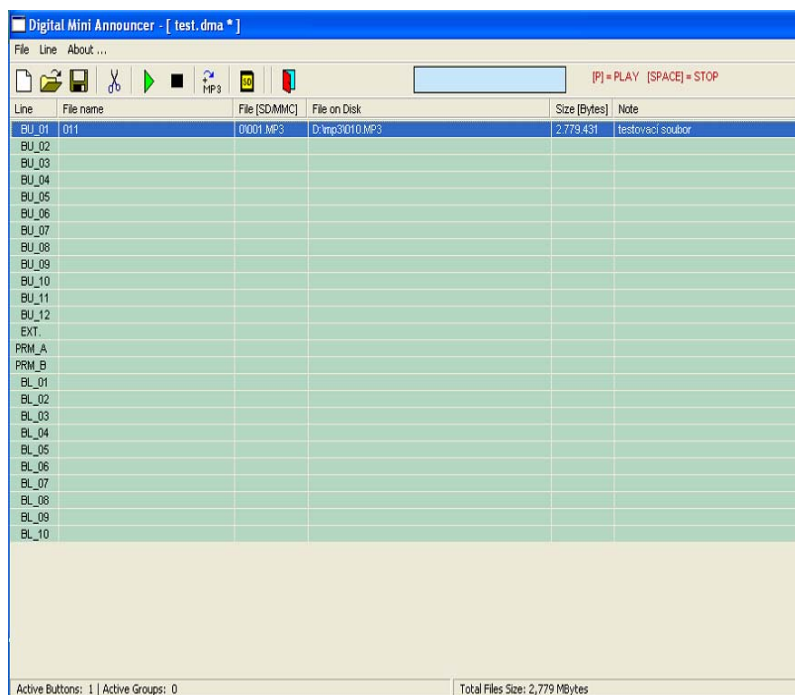 Digital Mini Announcer - [ test.dma * ]
File Line About ...
MP3 SD [P] = PLAY [SPACE] = STOP
Line File name File [SD/MMC] File on Disk Size [Bytes] Note
BU_01 011 0\001.MP3 D:\mp3\010.MP3 2.779.431 testovací soubor
BU_02
BU_03
BU_04
BU_05
BU_06
BU_07
BU_08
BU_09
BU_10
BU_11
BU_12
EXT.
PRM_A
PRM_B
BL_01
BL_02
BL_03
BL_04
BL_05
BL_06
BL_07
BL_08
BL_09
BL_10
Active Buttons: 1 | Active Groups: 0 Total Files Size: 2,779 MBytes